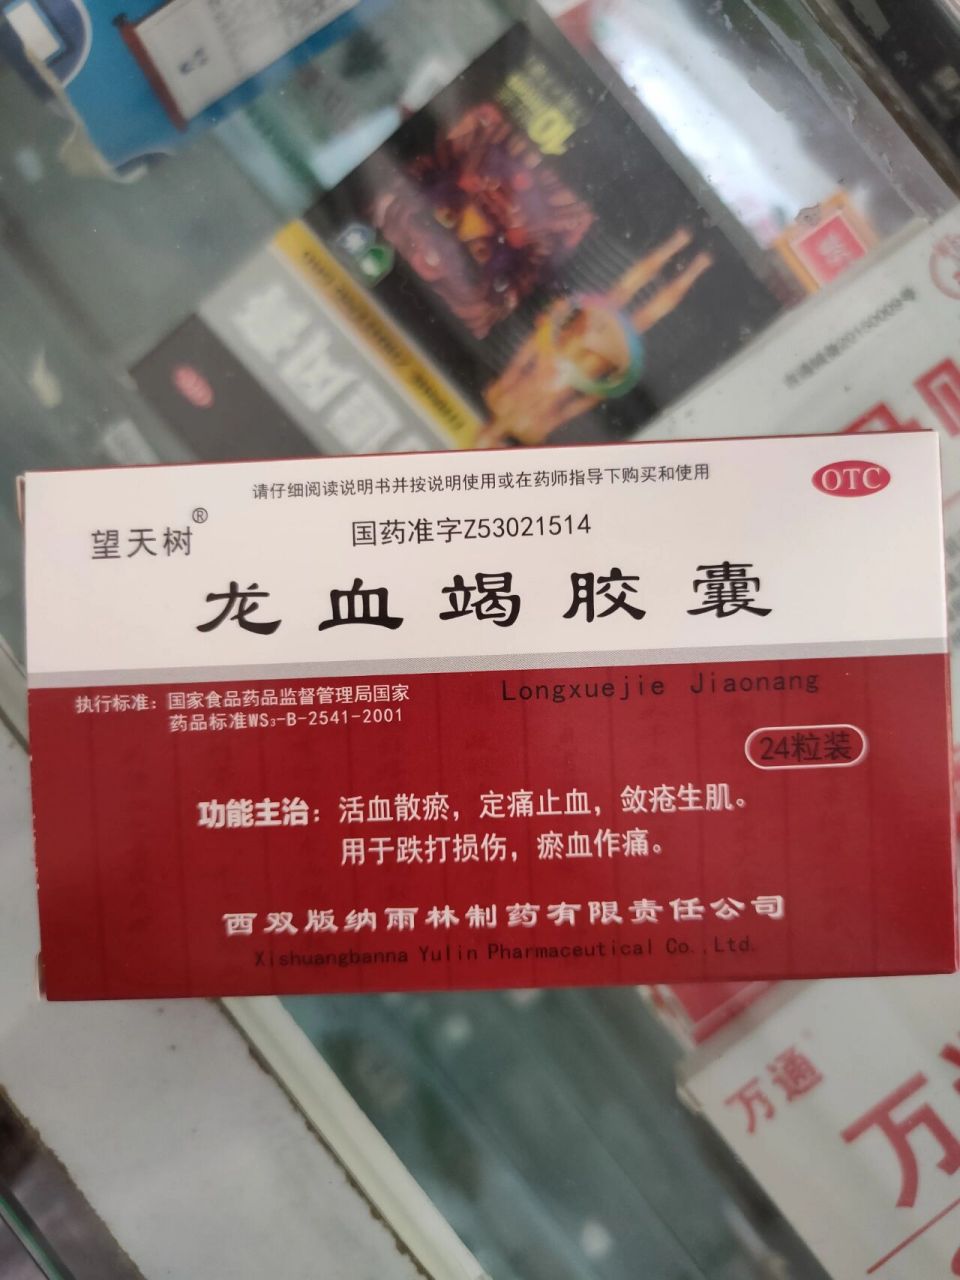 请仔细阅读说明书并按说明使用或在药师指导下购买和使用
OTC
望天树®
国药准字Z53021514
龙血竭胶囊
Longxuejie Jiaonang
执行标准：国家食品药品监督管理局国家
药品标准WS₃-B-2541-2001
24粒装
功能主治：活血散瘀，定痛止血，敛疮生肌。
用于跌打损伤，瘀血作痛。
西双版纳雨林制药有限责任公司
Xishuangbanna Yulin Pharmaceutical Co.,Ltd.
万通
万